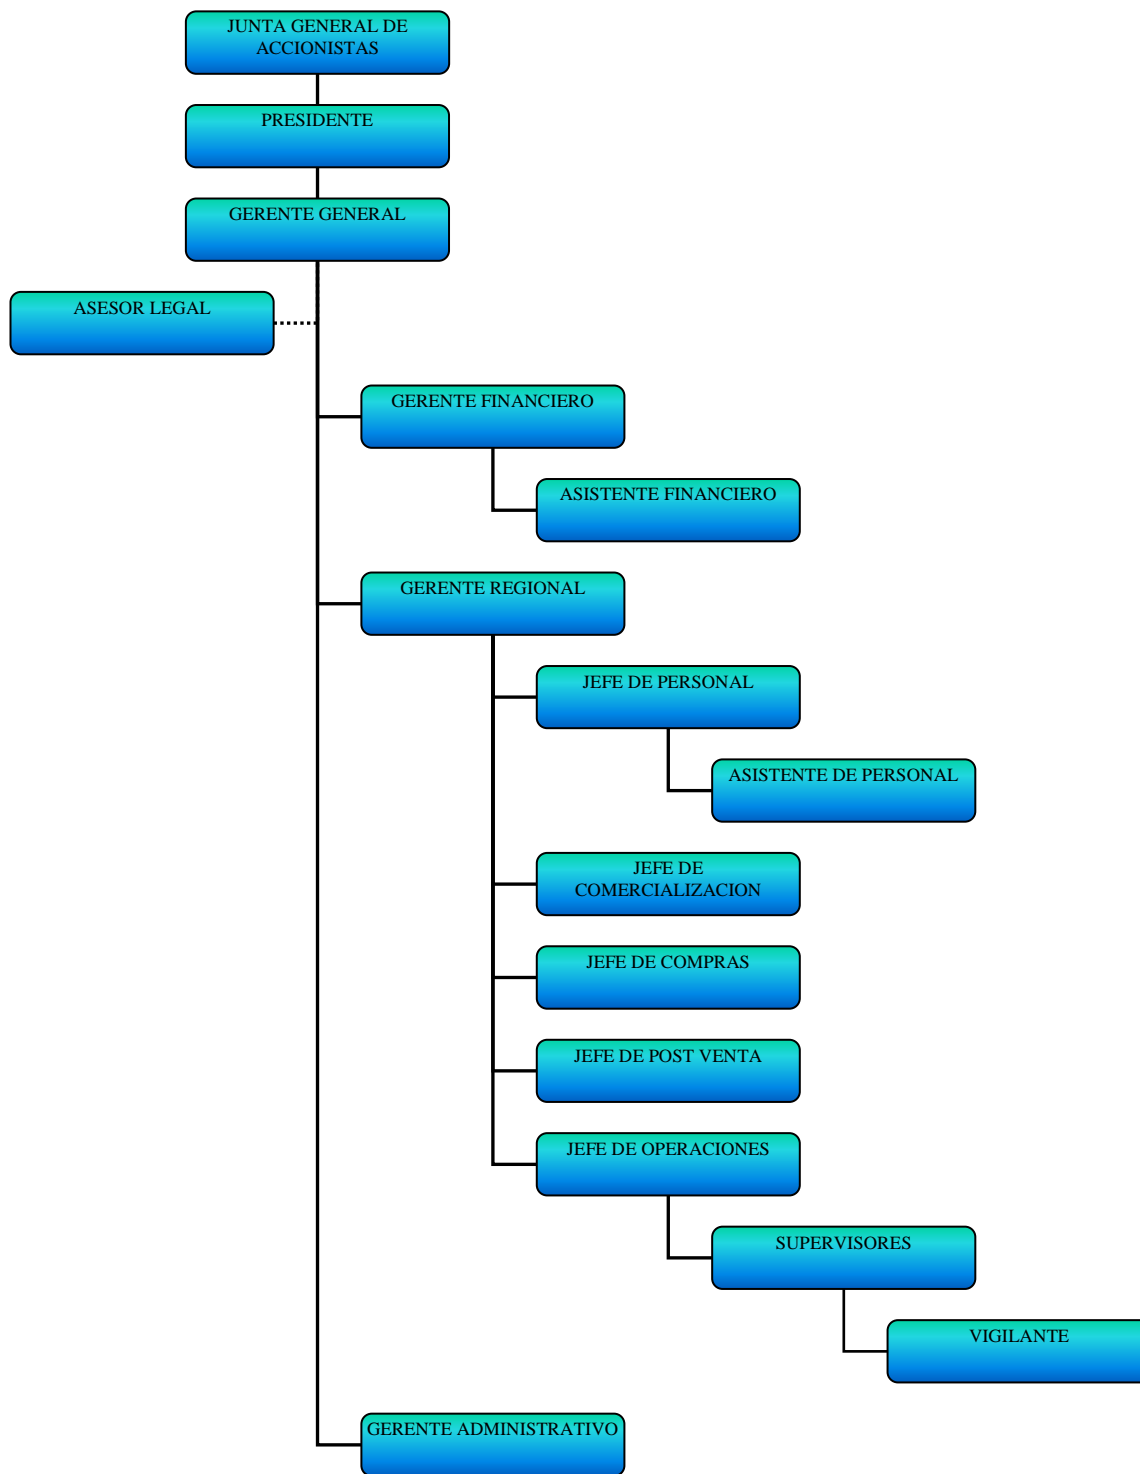 JUNTA GENERAL DE
ACCIONISTAS
PRESIDENTE
GERENTE GENERAL
ASESOR LEGAL
GERENTE FINANCIERO
ASISTENTE FINANCIERO
GERENTE REGIONAL
JEFE DE PERSONAL
ASISTENTE DE PERSONAL
JEFE DE
COMERCIALIZACION
JEFE DE COMPRAS
JEFE DE POST VENTA
JEFE DE OPERACIONES
SUPERVISORES
VIGILANTE
GERENTE ADMINISTRATIVO